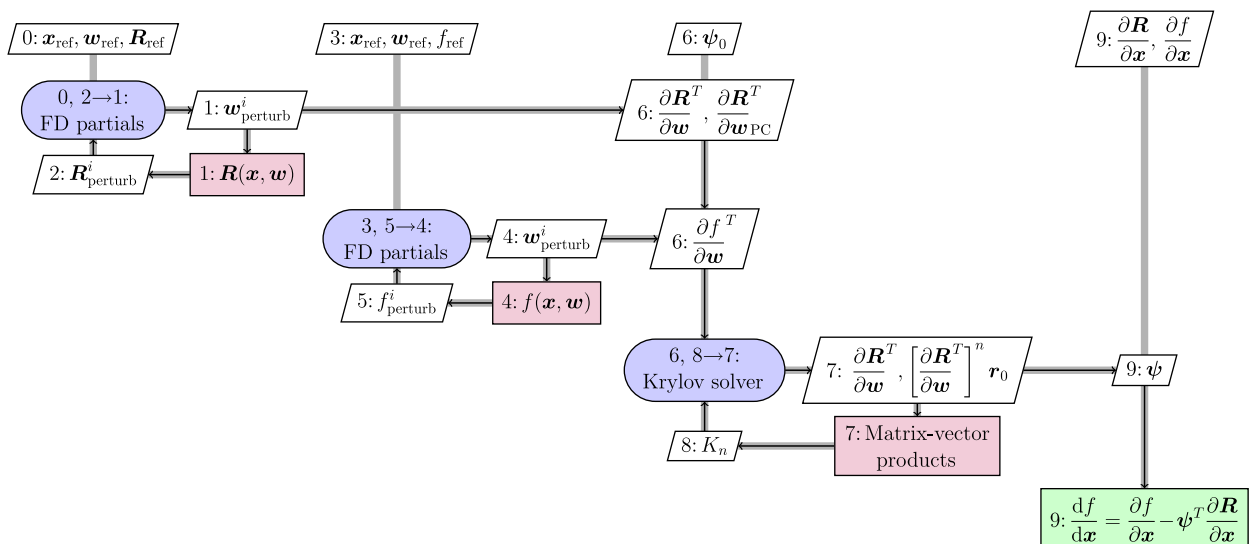 0: 𝒙_ref, 𝒘_ref, 𝑹_ref
3: 𝒙_ref, 𝒘_ref, f_ref
6: 𝝍_0
9: ∂𝑹/∂𝒙, ∂f/∂𝒙
0, 2→1:
FD partials
1: 𝒘^i_perturb
6: ∂𝑹^T/∂𝒘, ∂𝑹^T/∂𝒘_PC
2: 𝑹^i_perturb
1: 𝑹(𝒙, 𝒘)
3, 5→4:
FD partials
4: 𝒘^i_perturb
6: ∂f^T/∂𝒘
5: f^i_perturb
4: f(𝒙, 𝒘)
6, 8→7:
Krylov solver
7: ∂𝑹^T/∂𝒘, [∂𝑹^T/∂𝒘]^n 𝒓_0
9: 𝝍
8: K_n
7: Matrix-vector
products
9: df/d𝒙 = ∂f/∂𝒙 − 𝝍^T ∂𝑹/∂𝒙